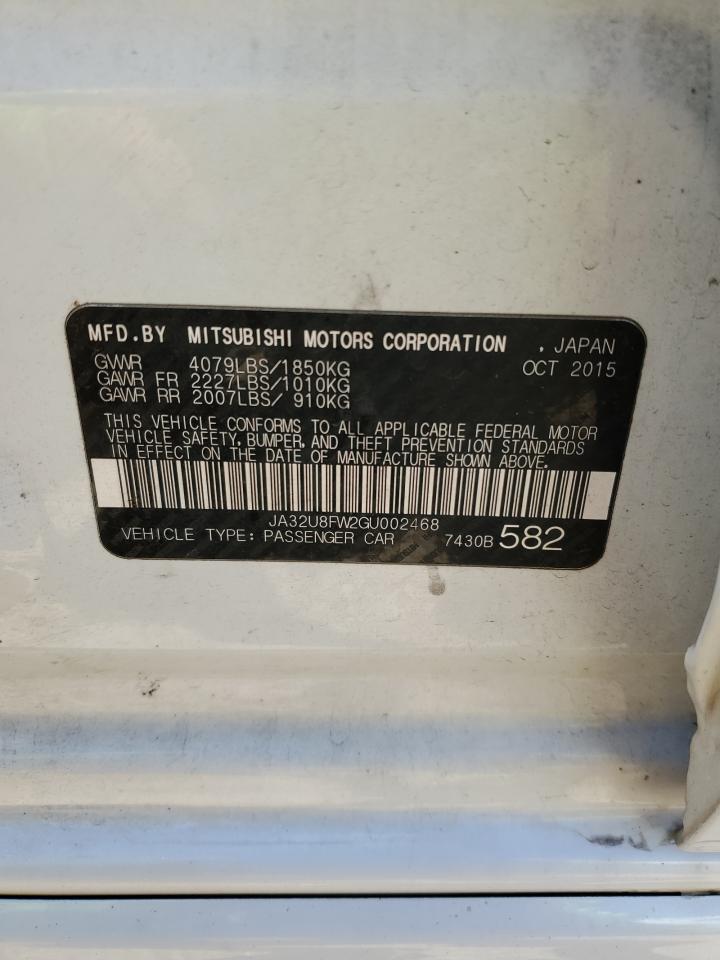 MFD.BY MITSUBISHI MOTORS CORPORATION , JAPAN
GVWR 4079LBS/1850KG OCT 2015
GAWR FR 2227LBS/1010KG
GAWR RR 2007LBS/ 910KG
THIS VEHICLE CONFORMS TO ALL APPLICABLE FEDERAL MOTOR
VEHICLE SAFETY, BUMPER, AND THEFT PREVENTION STANDARDS
IN EFFECT ON THE DATE OF MANUFACTURE SHOWN ABOVE.
JA32U8FW2GU002468
VEHICLE TYPE: PASSENGER CAR 7430B 582